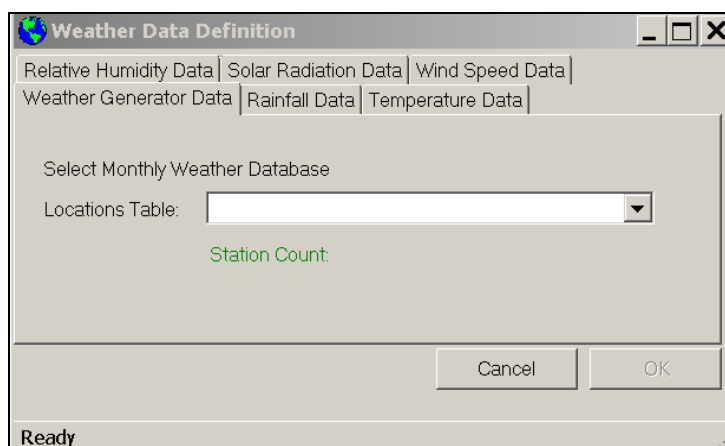 Weather Data Definition
Relative Humidity Data Solar Radiation Data Wind Speed Data
Weather Generator Data Rainfall Data Temperature Data
Select Monthly Weather Database
Locations Table:
Station Count:
Cancel OK
Ready